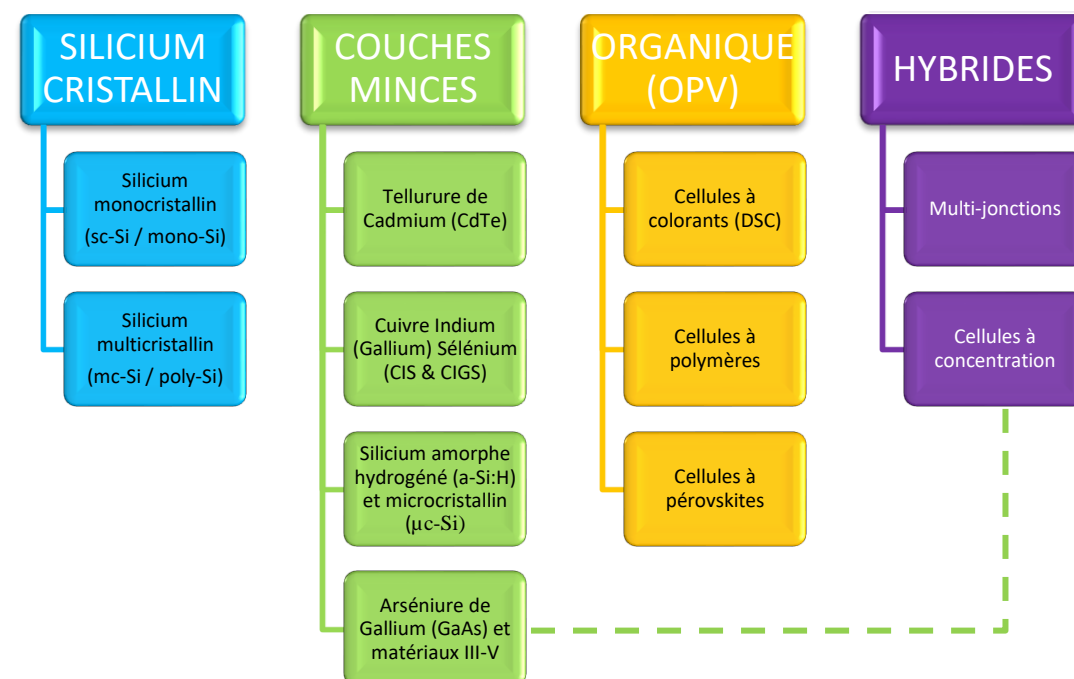 SILICIUM
CRISTALLIN
Silicium
monocristallin
(sc-Si / mono-Si)
Silicium
multicristallin
(mc-Si / poly-Si)
COUCHES
MINCES
Tellurure de
Cadmium (CdTe)
Cuivre Indium
(Gallium) Sélénium
(CIS & CIGS)
Silicium amorphe
hydrogéné (a-Si:H)
et microcristallin
(µc-Si)
Arséniure de
Gallium (GaAs) et
matériaux III-V
ORGANIQUE
(OPV)
Cellules à
colorants (DSC)
Cellules à
polymères
Cellules à
pérovskites
HYBRIDES
Multi-jonctions
Cellules à
concentration